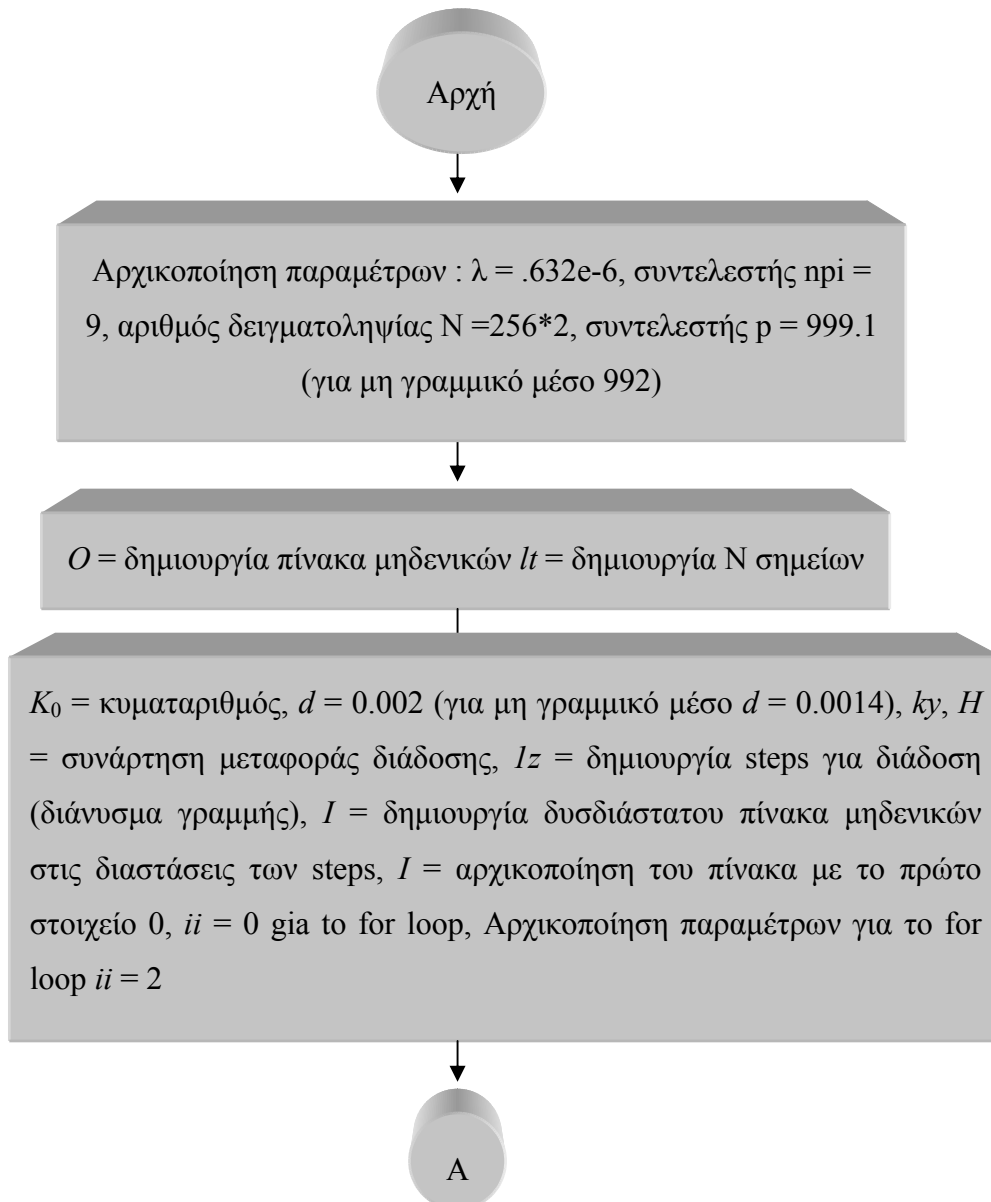 Αρχή
Αρχικοποίηση παραμέτρων : λ = .632e-6, συντελεστής npi =
9, αριθμός δειγματοληψίας Ν =256*2, συντελεστής p = 999.1
(για μη γραμμικό μέσο 992)
O = δημιουργία πίνακα μηδενικών lt = δημιουργία Ν σημείων
K0 = κυματαριθμός, d = 0.002 (για μη γραμμικό μέσο d = 0.0014), ky, H
= συνάρτηση μεταφοράς διάδοσης, 1z = δημιουργία steps για διάδοση
(διάνυσμα γραμμής), I = δημιουργία δυσδιάστατου πίνακα μηδενικών
στις διαστάσεις των steps, I = αρχικοποίηση του πίνακα με το πρώτο
στοιχείο 0, ii = 0 gia to for loop, Αρχικοποίηση παραμέτρων για το for
loop ii = 2
Α